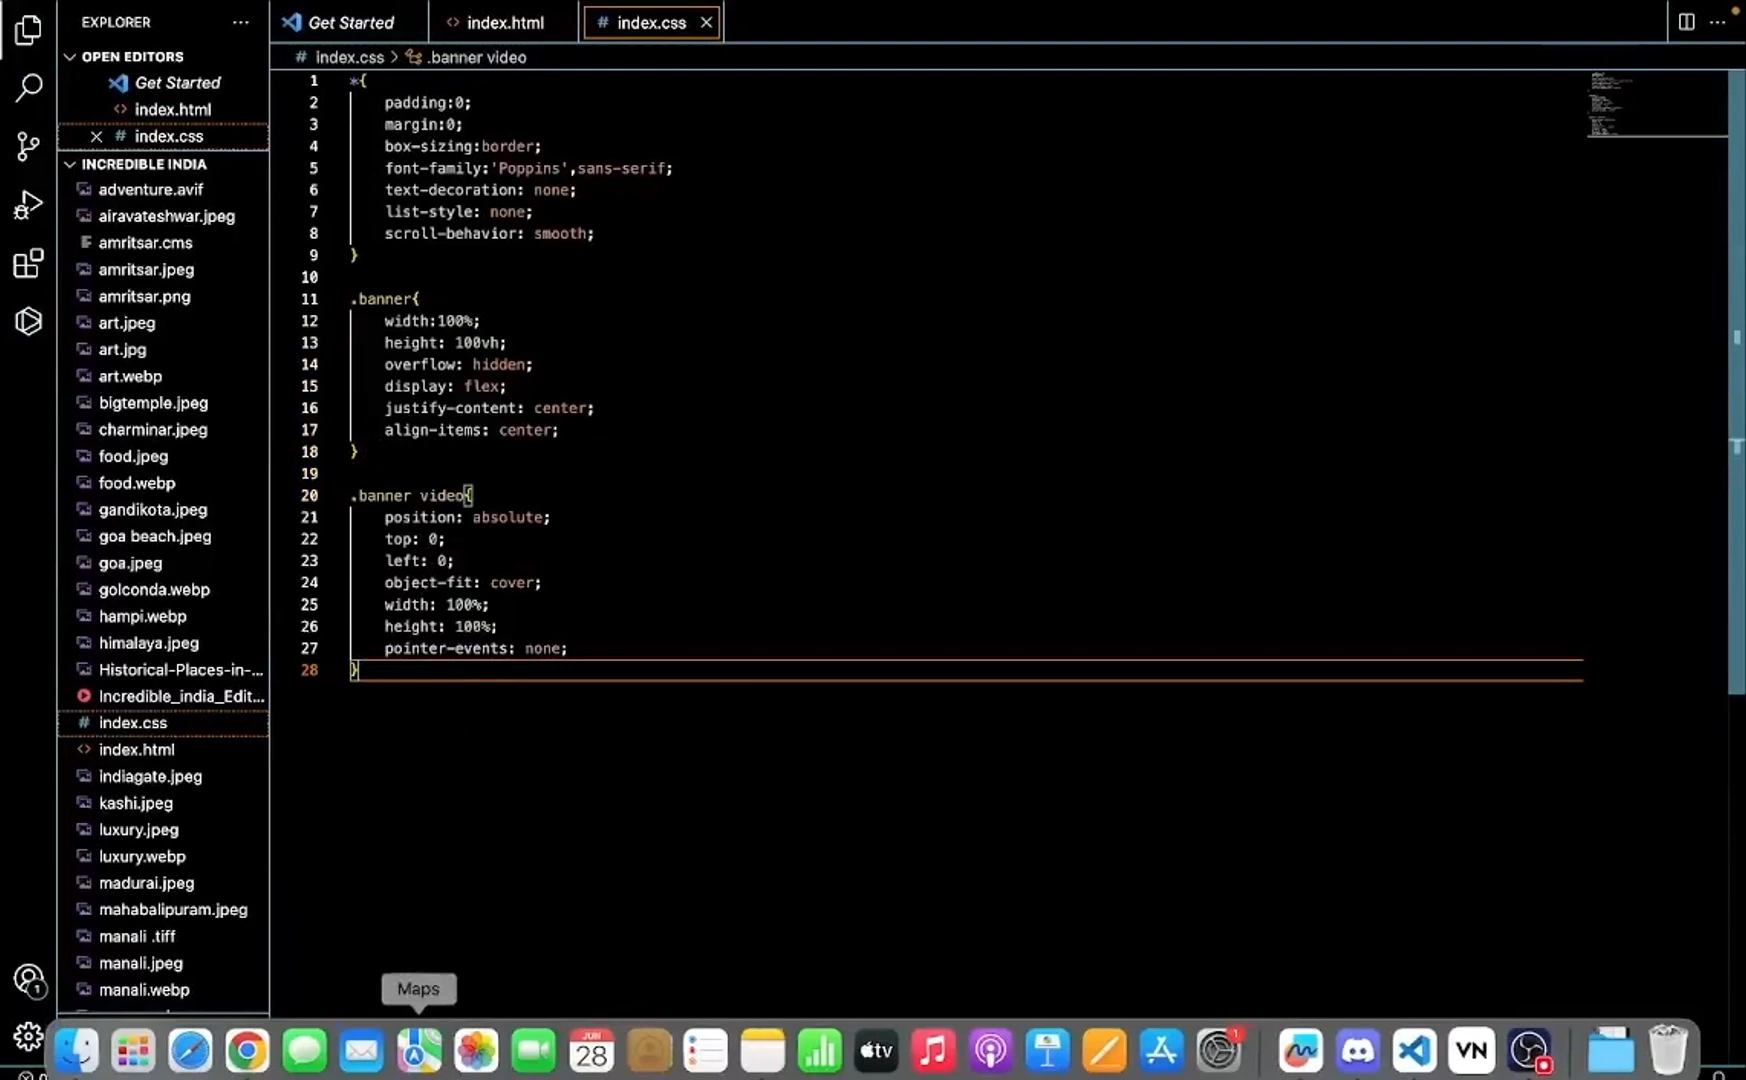 EXPLORER
Get Started
index.html
# index.css
OPEN EDITORS
Get Started
index.html
# index.css
# index.css > .banner video
INCREDIBLE INDIA
adventure.avif
airavateshwar.jpeg
amritsar.cms
amritsar.jpeg
amritsar.png
art.jpeg
art.jpg
art.webp
bigtemple.jpeg
charminar.jpeg
food.jpeg
food.webp
gandikota.jpeg
goa beach.jpeg
goa.jpeg
golconda.webp
hampi.webp
himalaya.jpeg
Historical-Places-in-...
Incredible_india_Edit...
# index.css
index.html
indiagate.jpeg
kashi.jpeg
luxury.jpeg
luxury.webp
madurai.jpeg
mahabalipuram.jpeg
manali .tiff
manali.jpeg
manali.webp
1 *{
2 padding:0;
3 margin:0;
4 box-sizing:border;
5 font-family:'Poppins',sans-serif;
6 text-decoration: none;
7 list-style: none;
8 scroll-behavior: smooth;
9 }
10
11 .banner{
12 width:100%;
13 height: 100vh;
14 overflow: hidden;
15 display: flex;
16 justify-content: center;
17 align-items: center;
18 }
19
20 .banner video{
21 position: absolute;
22 top: 0;
23 left: 0;
24 object-fit: cover;
25 width: 100%;
26 height: 100%;
27 pointer-events: none;
28 }
1
Maps
JUN
28
tv
1
VN